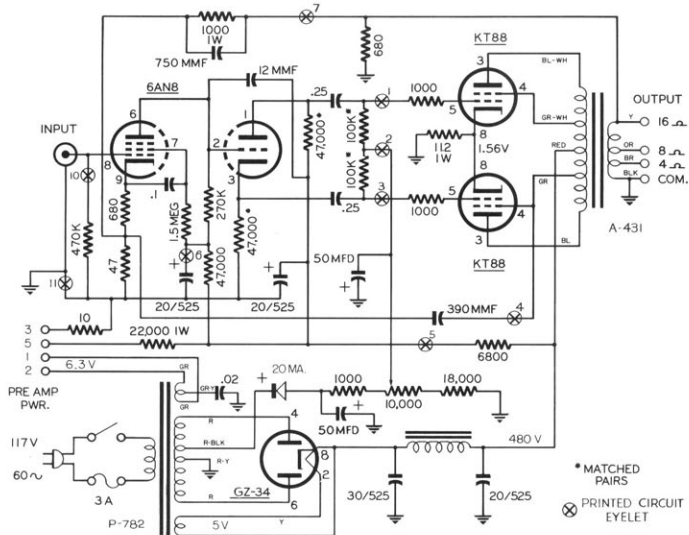 7
1000
1W
750 MMF
680
KT88
3
BL-WH
6AN8
12 MMF
.25
1
1000
5
4
GR-WH
OUTPUT
Y
16
INPUT
6
7
1
47,000*
100K*
2
8
1.56V
11.2
1W
RED
OR
8
BR
4
BLK
COM.
8
9
10
2
3
100K*
3
8
GR
.1
270K
.25
1000
5
4
A-431
680
1.5 MEG
47,000*
3
BL
KT88
470K
47
6
47,000
50 MFD
+
11
+
20/525
+
20/525
390 MMF
4
10
3
5
1
2
22,000 1W
5
6800
6.3V
PRE AMP
PWR.
GR
GR-Y
GR
.02
+
20 MA.
1000
10,000
18,000
+
50MFD
117V
60~
3A
R
R-BLK
R-Y
R
4
8
2
6
GZ-34
480 V
30/525
20/525
P-782
5V
Y
* MATCHED
PAIRS
PRINTED CIRCUIT
EYELET